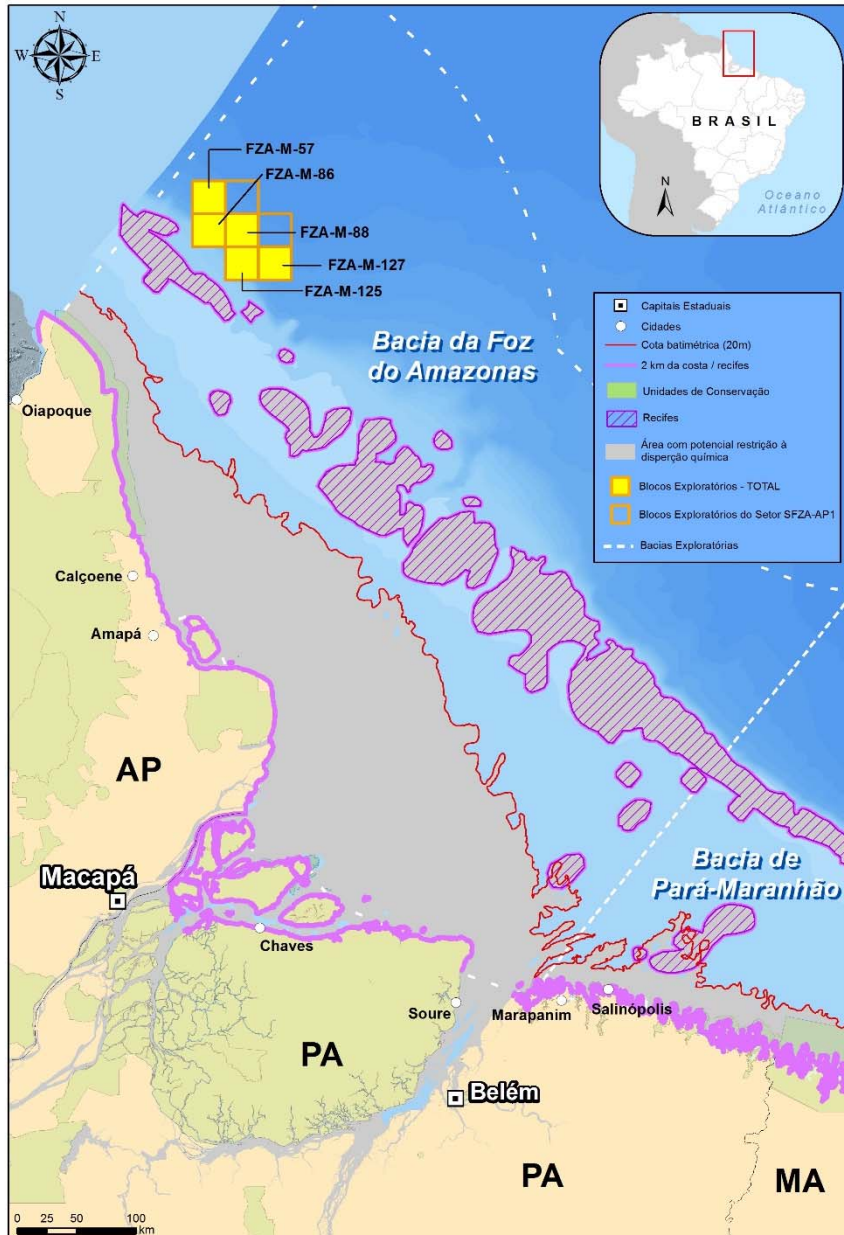 N
W
E
S
FZA-M-57
FZA-M-86
FZA-M-88
FZA-M-127
FZA-M-125
BRASIL
N
Oceano
Atlântico
Capitais Estaduais
Cidades
Cota batimétrica (20m)
2 km da costa / recifes
Unidades de Conservação
Recifes
Área com potencial restrição à
disperção química
Blocos Exploratórios - TOTAL
Blocos Exploratórios do Setor SFZA-AP1
Bacias Exploratórias
Bacia da Foz
do Amazonas
Oiapoque
Calçoene
Amapá
AP
Macapá
Chaves
Bacia de
Pará-Maranhão
Soure
Marapanim
Salinópolis
PA
Belém
PA
MA
0 25 50 100
km